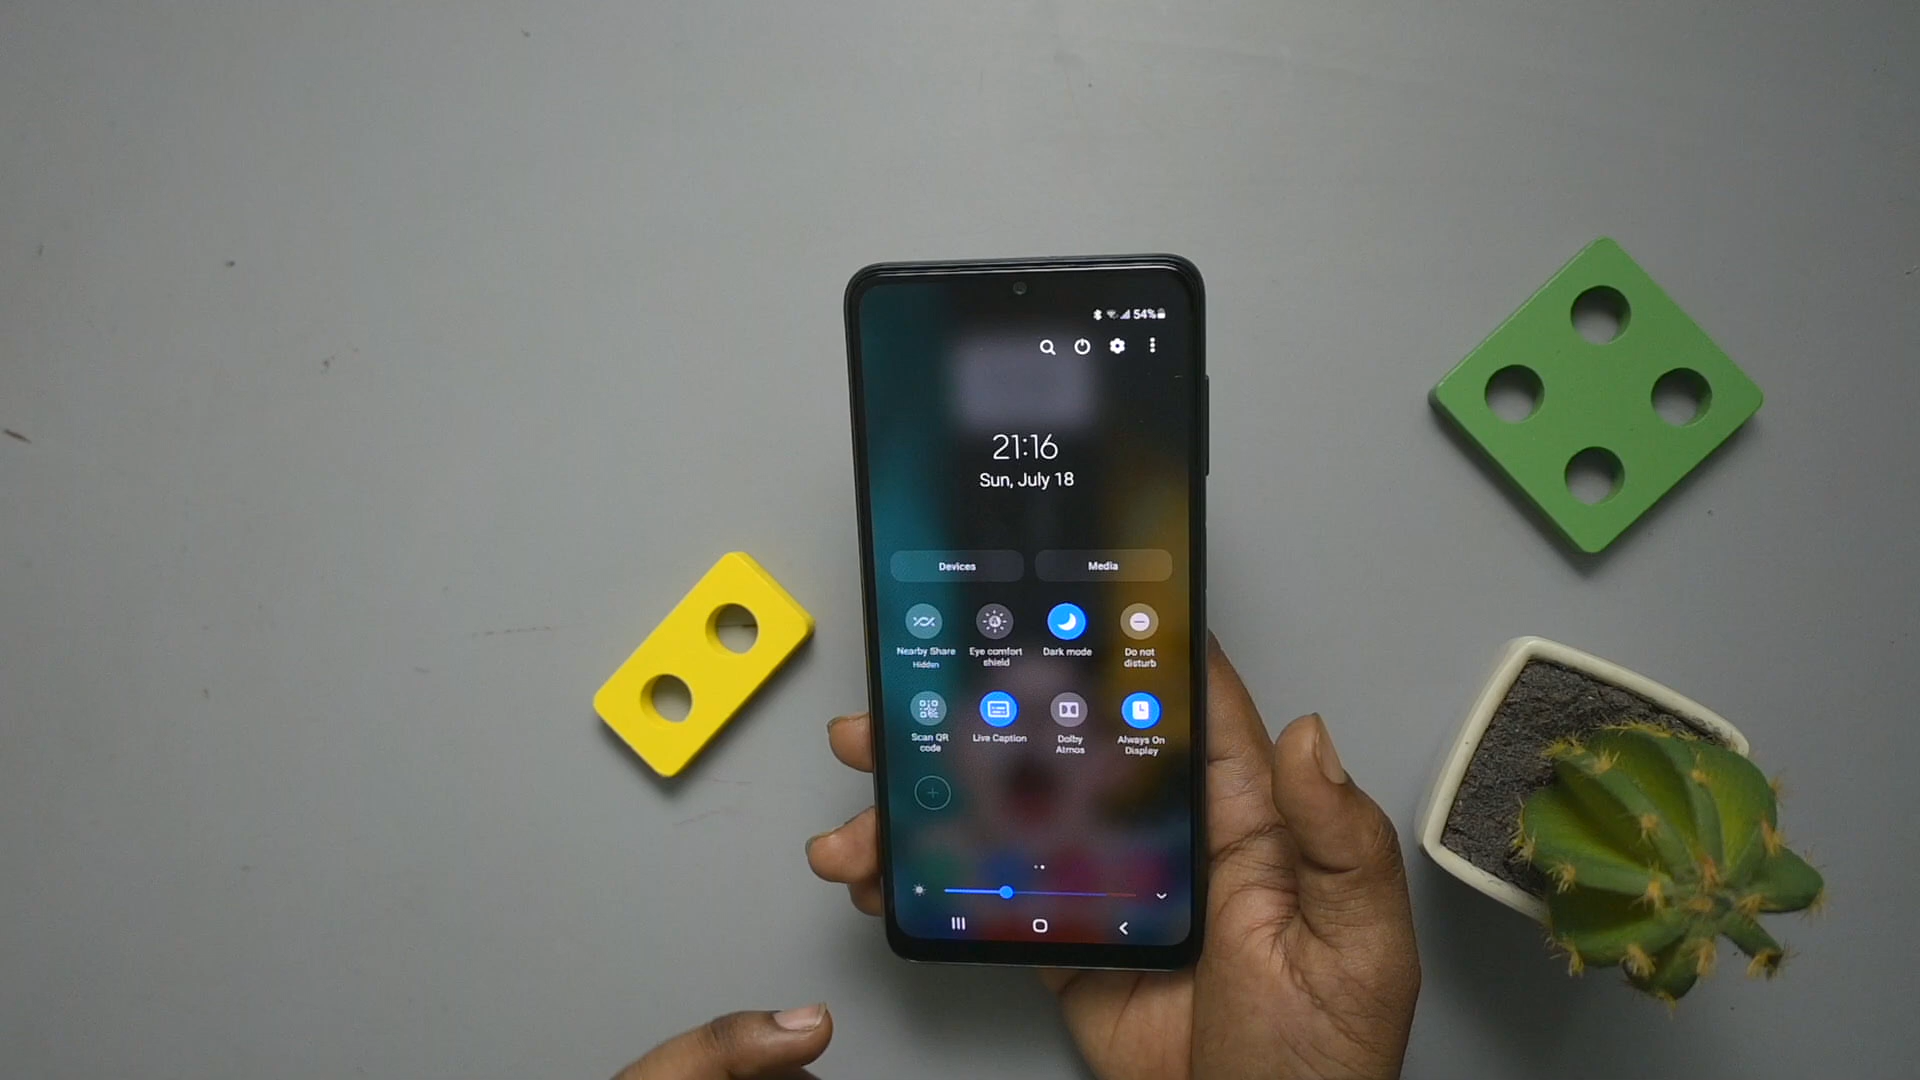 54%
21:16
Sun, July 18
Devices
Media
Nearby Share
Hidden
Eye comfort
shield
Dark mode
Do not
disturb
Scan QR
code
Live Caption
Dolby
Atmos
Always On
Display